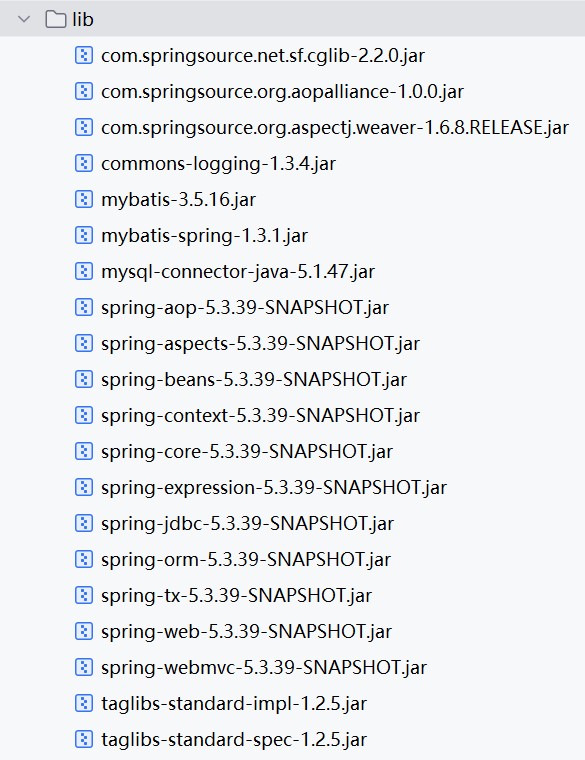 lib
com.springsource.net.sf.cglib-2.2.0.jar
com.springsource.org.aopalliance-1.0.0.jar
com.springsource.org.aspectj.weaver-1.6.8.RELEASE.jar
commons-logging-1.3.4.jar
mybatis-3.5.16.jar
mybatis-spring-1.3.1.jar
mysql-connector-java-5.1.47.jar
spring-aop-5.3.39-SNAPSHOT.jar
spring-aspects-5.3.39-SNAPSHOT.jar
spring-beans-5.3.39-SNAPSHOT.jar
spring-context-5.3.39-SNAPSHOT.jar
spring-core-5.3.39-SNAPSHOT.jar
spring-expression-5.3.39-SNAPSHOT.jar
spring-jdbc-5.3.39-SNAPSHOT.jar
spring-orm-5.3.39-SNAPSHOT.jar
spring-tx-5.3.39-SNAPSHOT.jar
spring-web-5.3.39-SNAPSHOT.jar
spring-webmvc-5.3.39-SNAPSHOT.jar
taglibs-standard-impl-1.2.5.jar
taglibs-standard-spec-1.2.5.jar